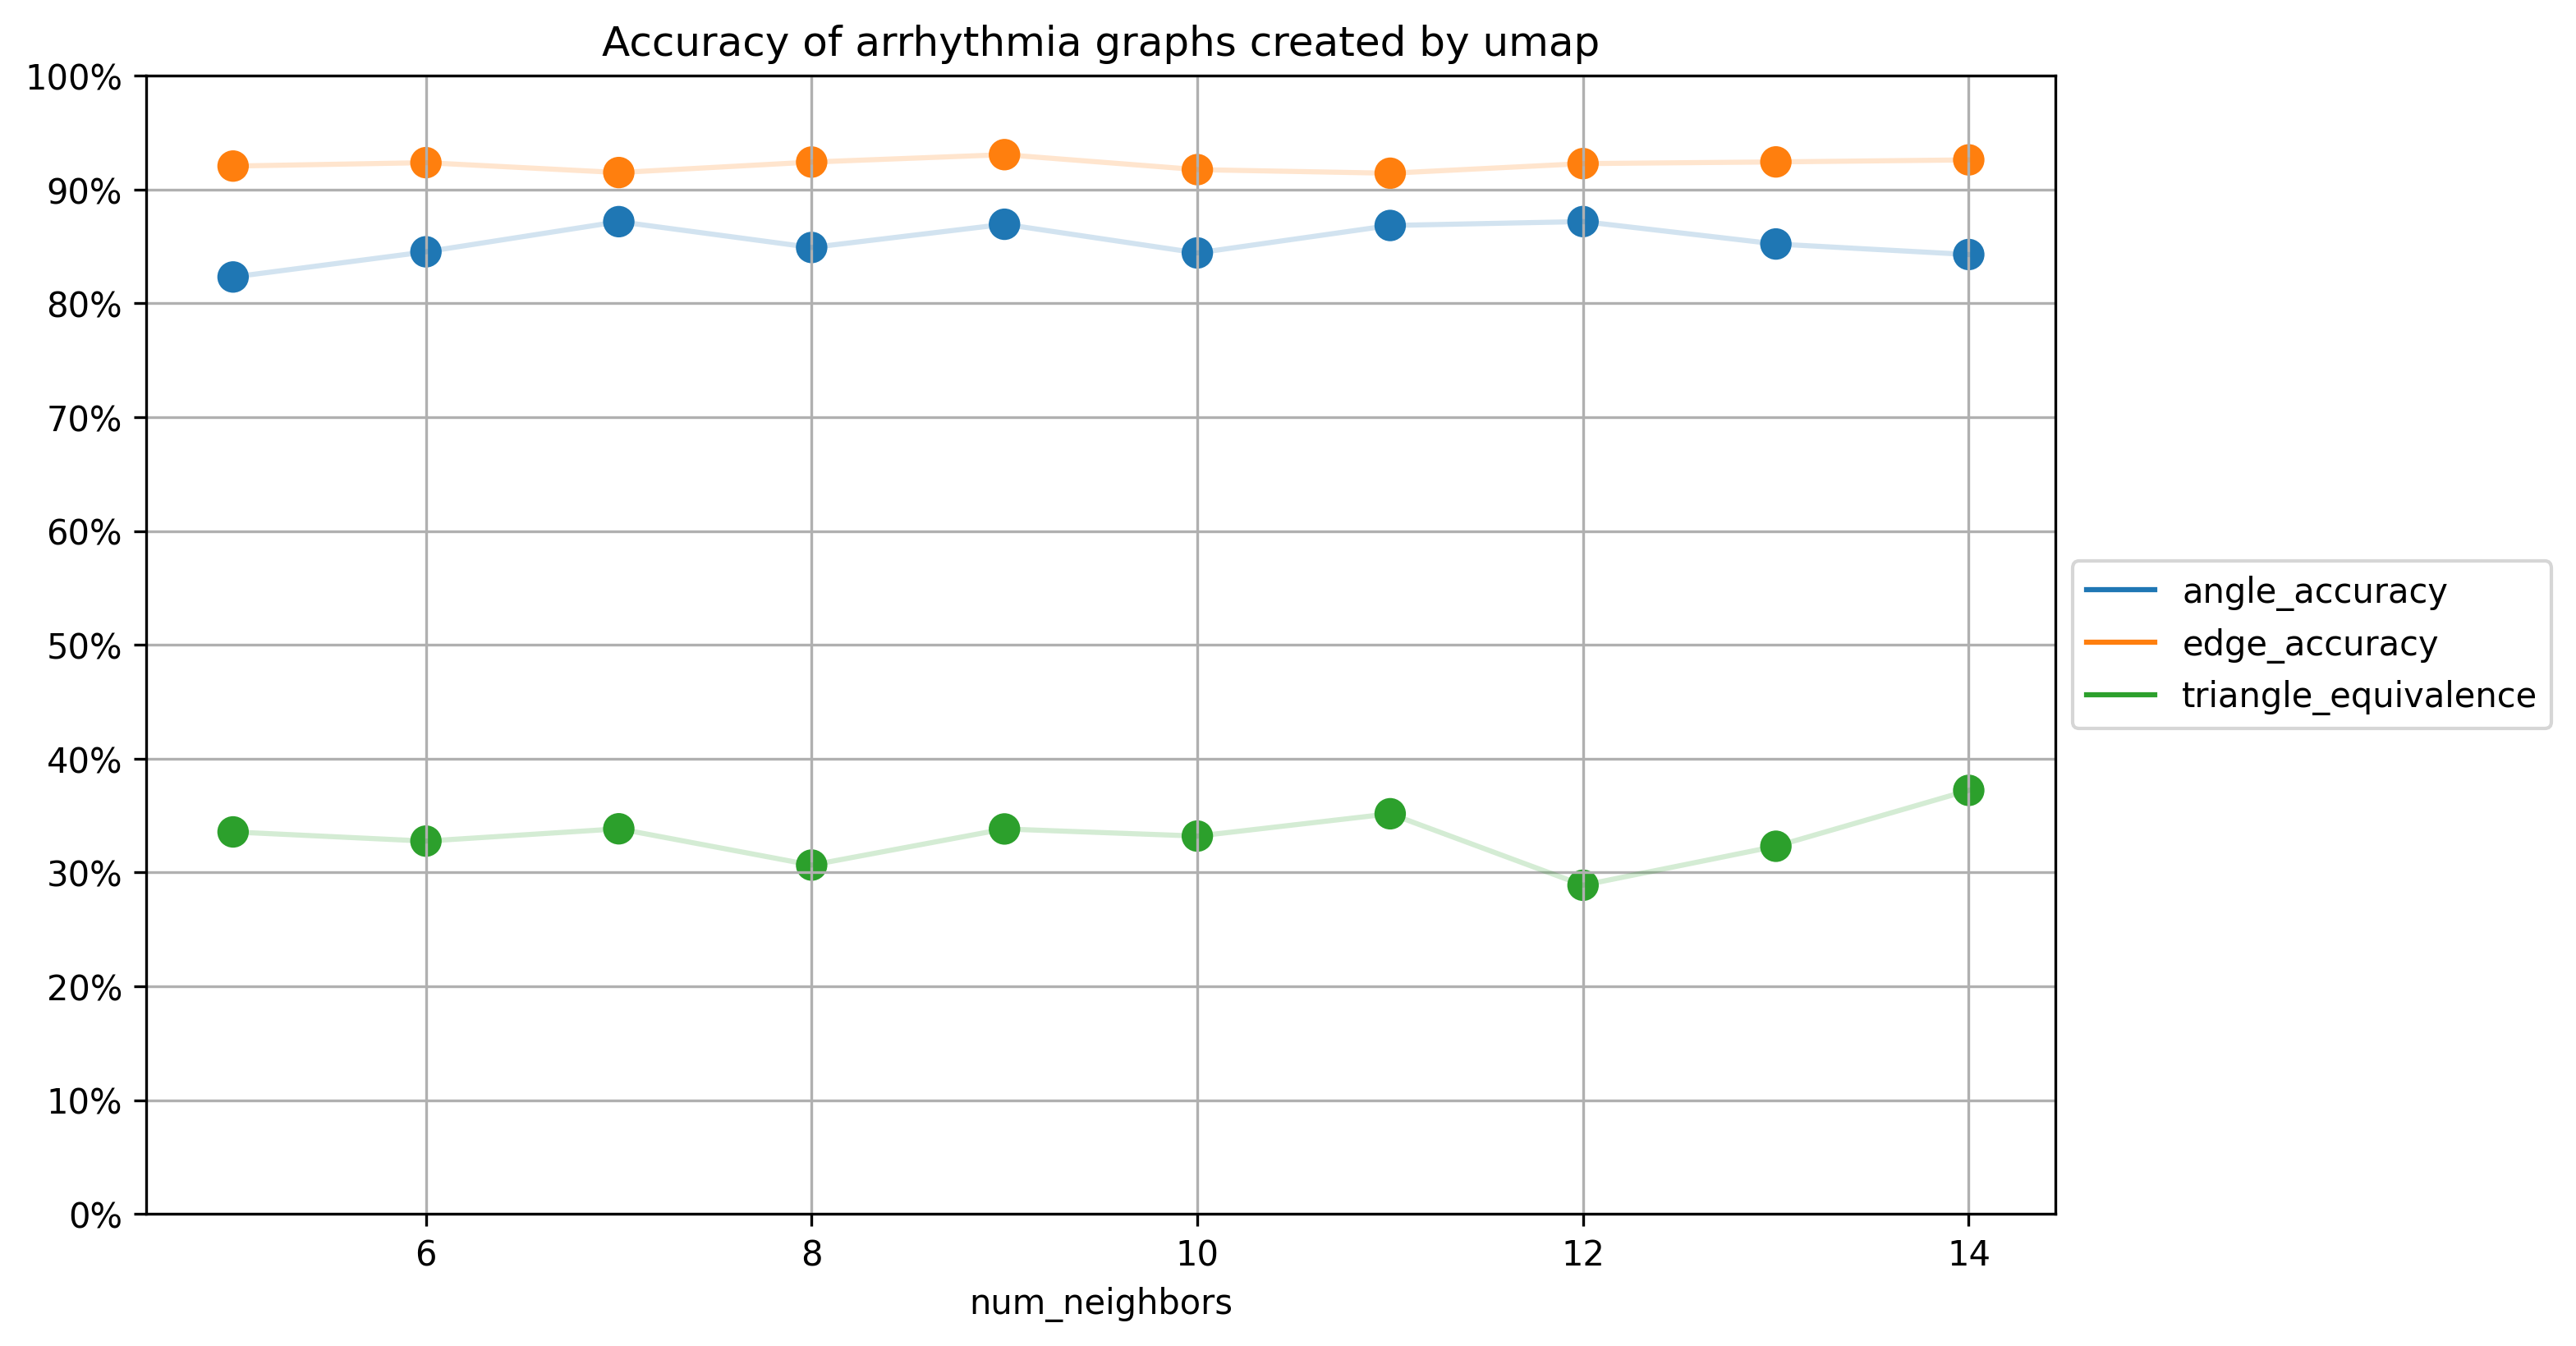 Accuracy of arrhythmia graphs created by umap
100%
90%
80%
70%
60%
50%
40%
30%
20%
10%
0%
6 8 10 12 14
num_neighbors
angle_accuracy
edge_accuracy
triangle_equivalence